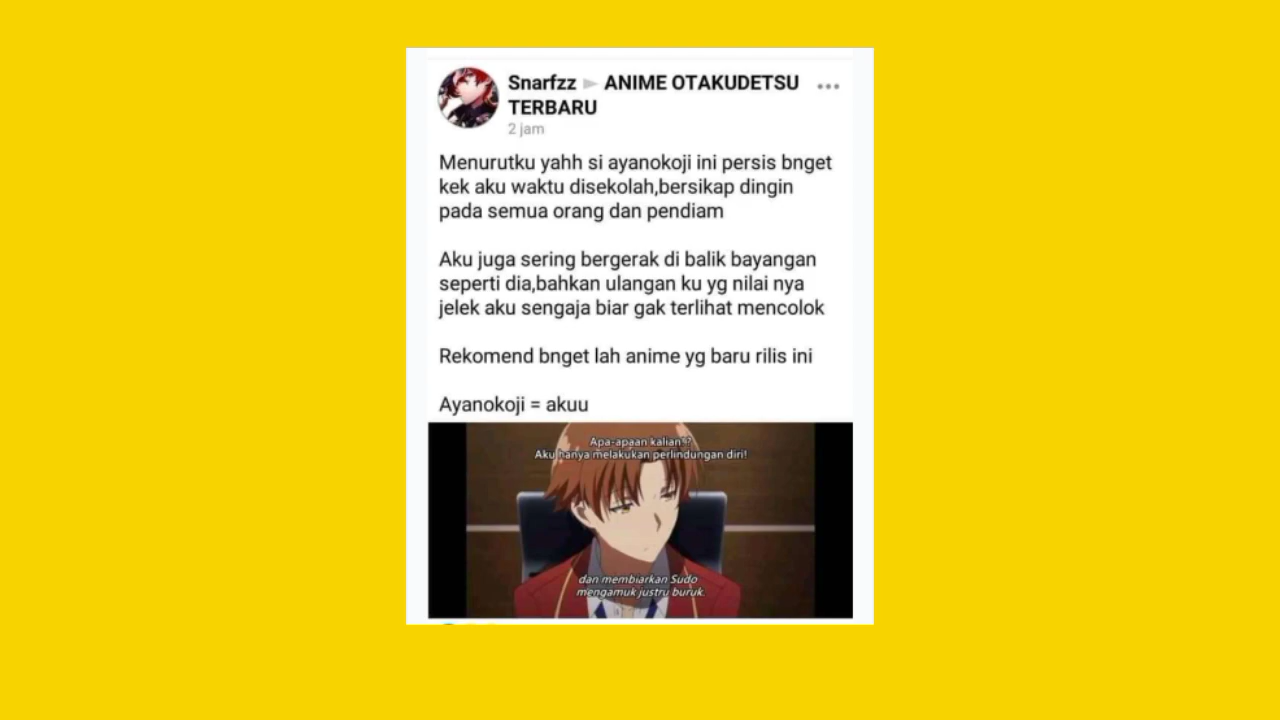 Snarfzz ► ANIME OTAKUDETSU
TERBARU
2 jam
Menurutku yahh si ayanokoji ini persis bnget
kek aku waktu disekolah,bersikap dingin
pada semua orang dan pendiam
Aku juga sering bergerak di balik bayangan
seperti dia,bahkan ulangan ku yg nilai nya
jelek aku sengaja biar gak terlihat mencolok
Rekomend bnget lah anime yg baru rilis ini
Ayanokoji = akuu
Apa-apaan kalian!?
Aku hanya melakukan perlindungan diri!
dan membiarkan Sudo
mengamuk justru buruk.